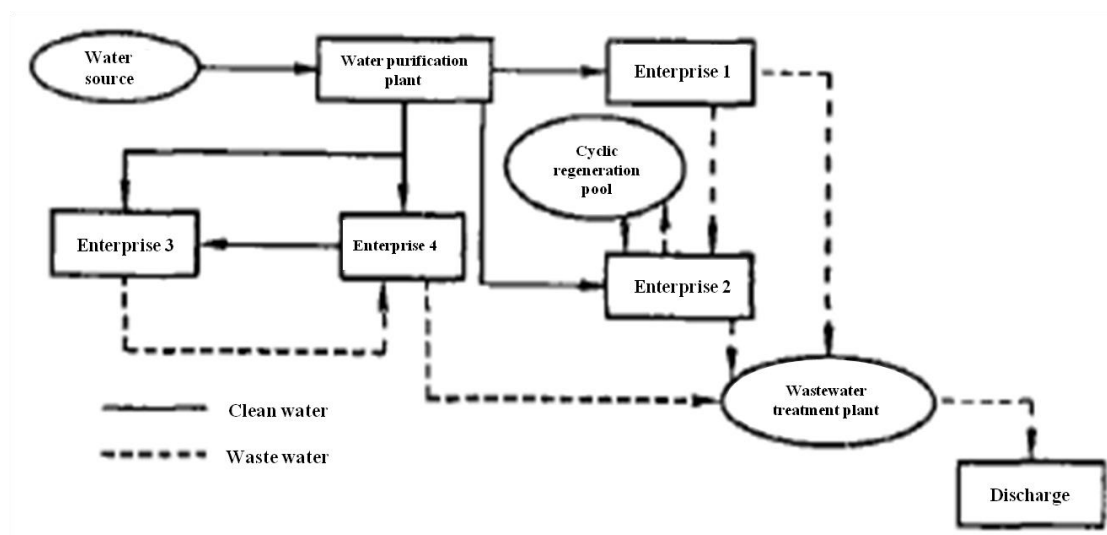 Water
source
Water purification
plant
Enterprise 1
Cyclic
regeneration
pool
Enterprise 3
Enterprise 4
Enterprise 2
Wastewater
treatment plant
Clean water
Waste water
Discharge